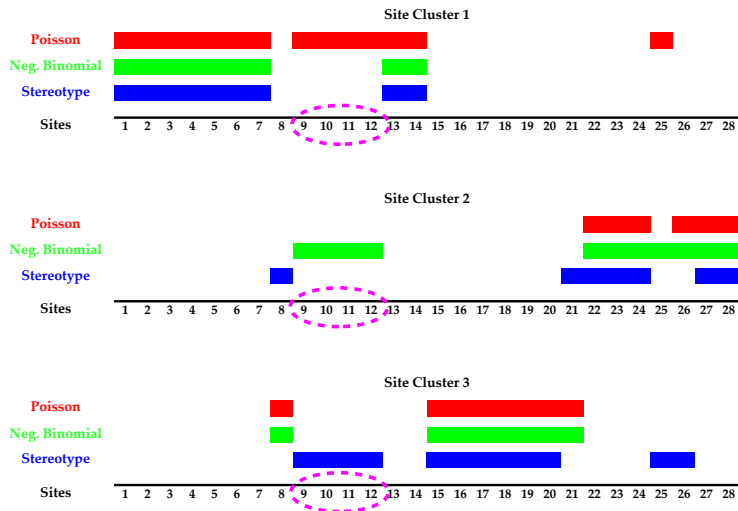 Site Cluster 1
Poisson
Neg. Binomial
Stereotype
Sites 1 2 3 4 5 6 7 8 9 10 11 12 13 14 15 16 17 18 19 20 21 22 23 24 25 26 27 28
Site Cluster 2
Poisson
Neg. Binomial
Stereotype
Sites 1 2 3 4 5 6 7 8 9 10 11 12 13 14 15 16 17 18 19 20 21 22 23 24 25 26 27 28
Site Cluster 3
Poisson
Neg. Binomial
Stereotype
Sites 1 2 3 4 5 6 7 8 9 10 11 12 13 14 15 16 17 18 19 20 21 22 23 24 25 26 27 28